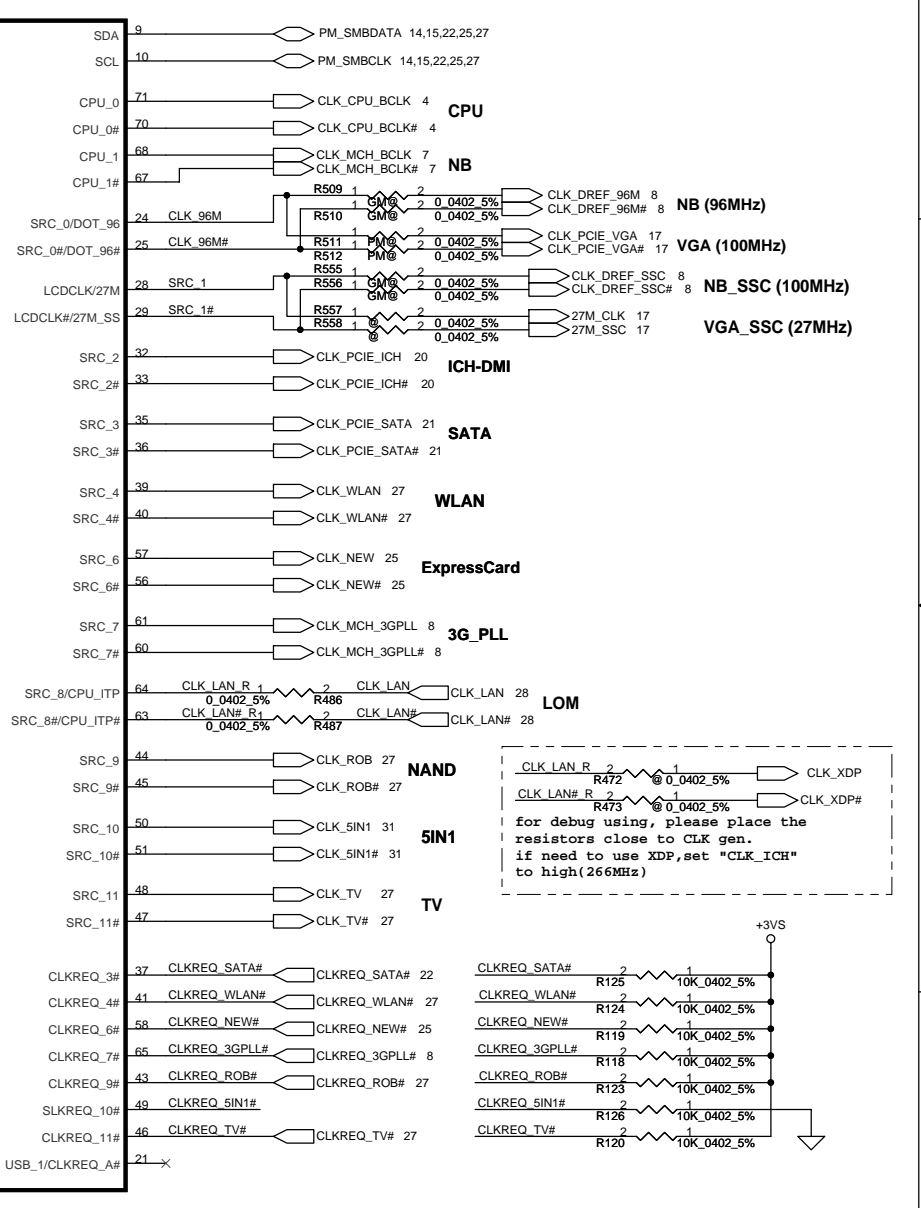 SDA 9 PM_SMBDATA 14,15,22,25,27
SCL 10 PM_SMBCLK 14,15,22,25,27
CPU_0 71 CLK_CPU_BCLK 4
CPU
CPU_0# 70 CLK_CPU_BCLK# 4
CPU_1 68 CLK_MCH_BCLK 7
NB
CPU_1# 67 CLK_MCH_BCLK# 7
R509 1 GM@ 2 0_0402_5% CLK_DREF_96M 8
NB (96MHz)
R510 1 2 0_0402_5% CLK_DREF_96M# 8
SRC_0/DOT_96 24 CLK_96M
R511 1 PM@ 2 0_0402_5% CLK_PCIE_VGA 17
VGA (100MHz)
SRC_0#/DOT_96# 25 CLK_96M#
R512 1 PM@ 2 0_0402_5% CLK_PCIE_VGA# 17
R555 1 GM@ 2 0_0402_5% CLK_DREF_SSC 8
NB_SSC (100MHz)
LCDCLK/27M 28 SRC_1
R556 1 GM@ 2 0_0402_5% CLK_DREF_SSC# 8
LCDCLK#/27M_SS 29 SRC_1#
R557 1 @ 2 0_0402_5% 27M_CLK 17
VGA_SSC (27MHz)
R558 1 @ 2 0_0402_5% 27M_SSC 17
SRC_2 32 CLK_PCIE_ICH 20
ICH-DMI
SRC_2# 33 CLK_PCIE_ICH# 20
SRC_3 35 CLK_PCIE_SATA 21
SATA
SRC_3# 36 CLK_PCIE_SATA# 21
SRC_4 39 CLK_WLAN 27
WLAN
SRC_4# 40 CLK_WLAN# 27
SRC_6 57 CLK_NEW 25
ExpressCard
SRC_6# 56 CLK_NEW# 25
SRC_7 61 CLK_MCH_3GPLL 8
3G_PLL
SRC_7# 60 CLK_MCH_3GPLL# 8
SRC_8/CPU_ITP 64 CLK_LAN_R 1 0_0402_5% 2 R486 CLK_LAN CLK_LAN 28
LOM
SRC_8#/CPU_ITP# 63 CLK_LAN#_R 1 0_0402_5% 2 R487 CLK_LAN# CLK_LAN# 28
SRC_9 44 CLK_ROB 27
NAND
SRC_9# 45 CLK_ROB# 27
CLK_LAN_R 2 R472 1 @ 0_0402_5% CLK_XDP
CLK_LAN#_R 2 R473 1 @ 0_0402_5% CLK_XDP#
for debug using, please place the
resistors close to CLK gen.
if need to use XDP,set "CLK_ICH"
to high(266MHz)
SRC_10 50 CLK_5IN1 31
5IN1
SRC_10# 51 CLK_5IN1# 31
SRC_11 48 CLK_TV 27
TV
SRC_11# 47 CLK_TV# 27
+3VS
CLKREQ_3# 37 CLKREQ_SATA# CLKREQ_SATA# 22
CLKREQ_SATA# 2 R125 1 10K_0402_5%
CLKREQ_4# 41 CLKREQ_WLAN# CLKREQ_WLAN# 27
CLKREQ_WLAN# 2 R124 1 10K_0402_5%
CLKREQ_6# 58 CLKREQ_NEW# CLKREQ_NEW# 25
CLKREQ_NEW# 2 R119 1 10K_0402_5%
CLKREQ_7# 65 CLKREQ_3GPLL# CLKREQ_3GPLL# 8
CLKREQ_3GPLL# 2 R118 1 10K_0402_5%
CLKREQ_9# 43 CLKREQ_ROB# CLKREQ_ROB# 27
CLKREQ_ROB# 2 R123 1 10K_0402_5%
SLKREQ_10# 49 CLKREQ_5IN1#
CLKREQ_5IN1# 2 R126 1 10K_0402_5%
CLKREQ_11# 46 CLKREQ_TV# CLKREQ_TV# 27
CLKREQ_TV# 2 R120 1 10K_0402_5%
USB_1/CLKREQ_A# 21